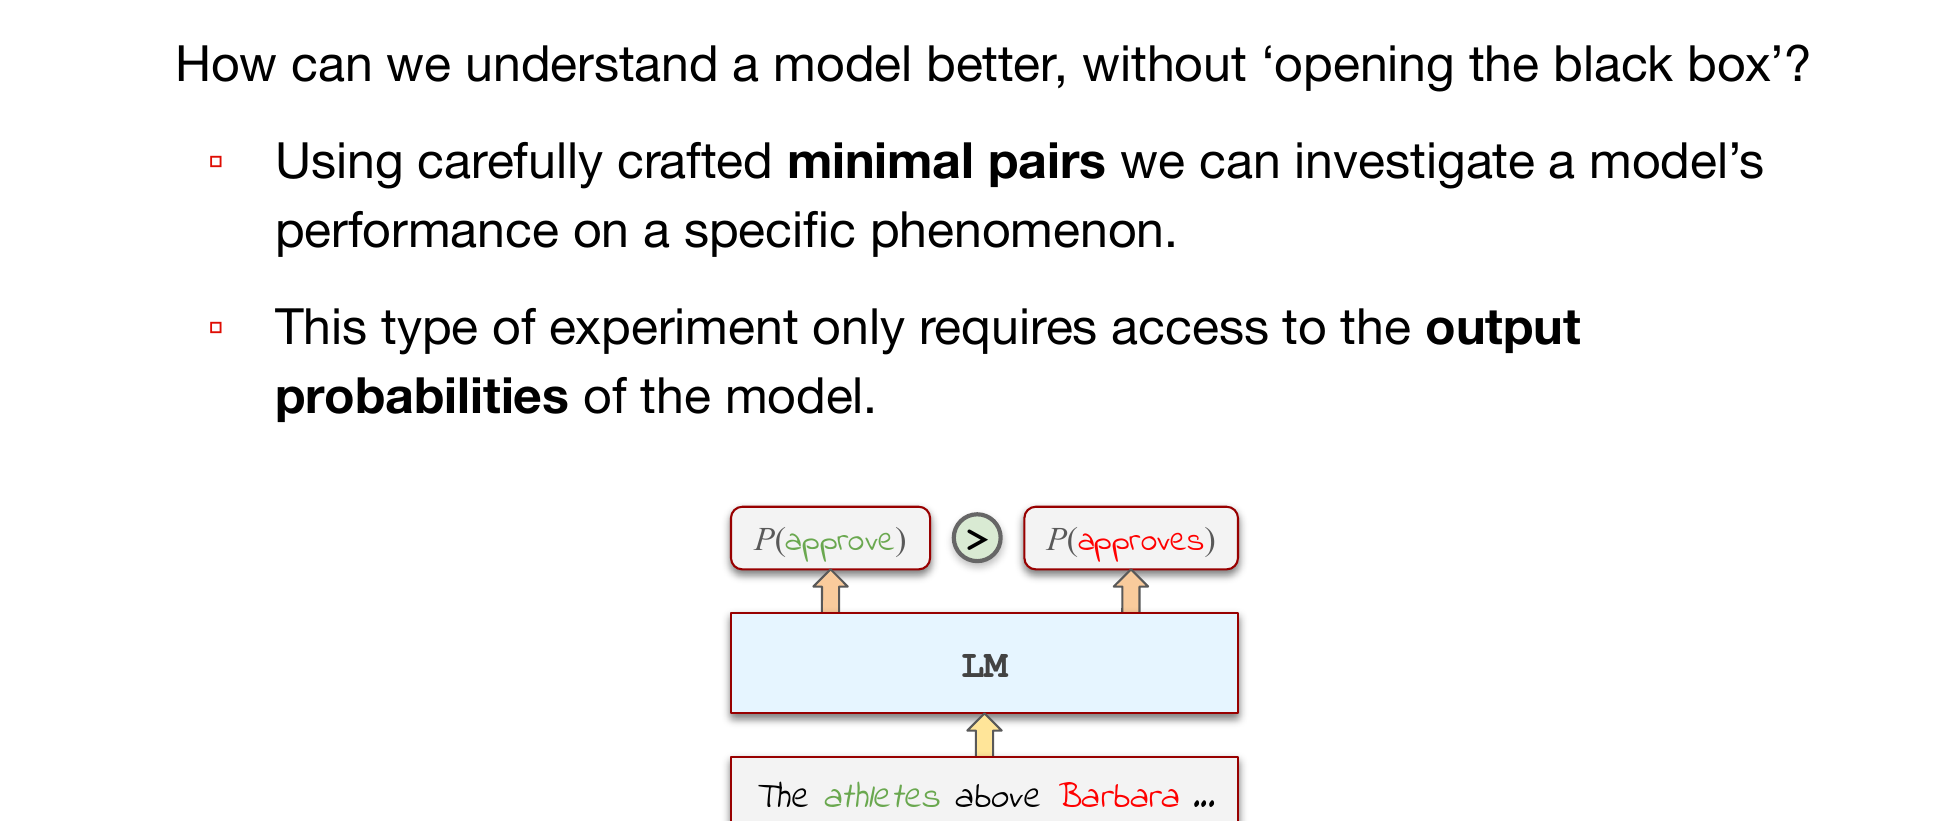 How can we understand a model better, without ‘opening the black box’?
Using carefully crafted minimal pairs we can investigate a model’s
performance on a specific phenomenon.
This type of experiment only requires access to the output
probabilities of the model.
P(approve) > P(approves)
LM
The athletes above Barbara ...